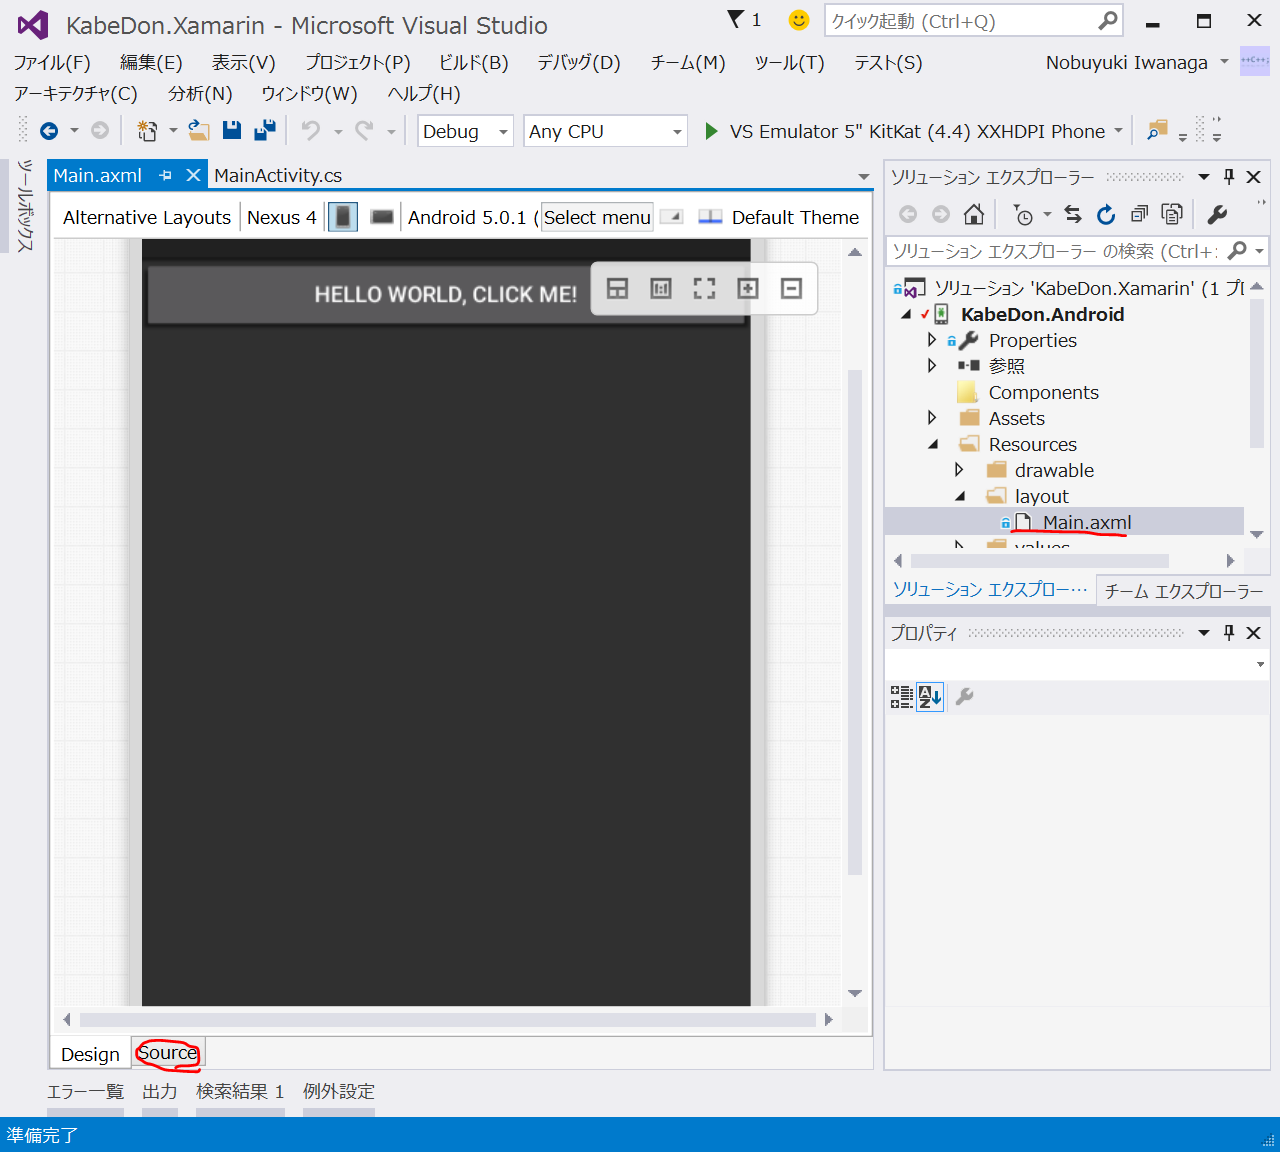 KabeDon.Xamarin - Microsoft Visual Studio
1
クイック起動 (Ctrl+Q)
ファイル(F) 編集(E) 表示(V) プロジェクト(P) ビルド(B) デバッグ(D) チーム(M) ツール(T) テスト(S)
Nobuyuki Iwanaga
アーキテクチャ(C) 分析(N) ウィンドウ(W) ヘルプ(H)
Debug
Any CPU
VS Emulator 5" KitKat (4.4) XXHDPI Phone
ツールボックス
Main.axml
MainActivity.cs
Alternative Layouts
Nexus 4
Android 5.0.1 (
Select menu
Default Theme
HELLO WORLD, CLICK ME!
1:1
Design
Source
ソリューション エクスプローラー
ソリューション エクスプローラー の検索 (Ctrl+
ソリューション 'KabeDon.Xamarin' (1 プ
KabeDon.Android
Properties
参照
Components
Assets
Resources
drawable
layout
Main.axml
values
ソリューション エクスプロー…
チーム エクスプローラー
プロパティ
エラー一覧 出力 検索結果 1 例外設定
準備完了